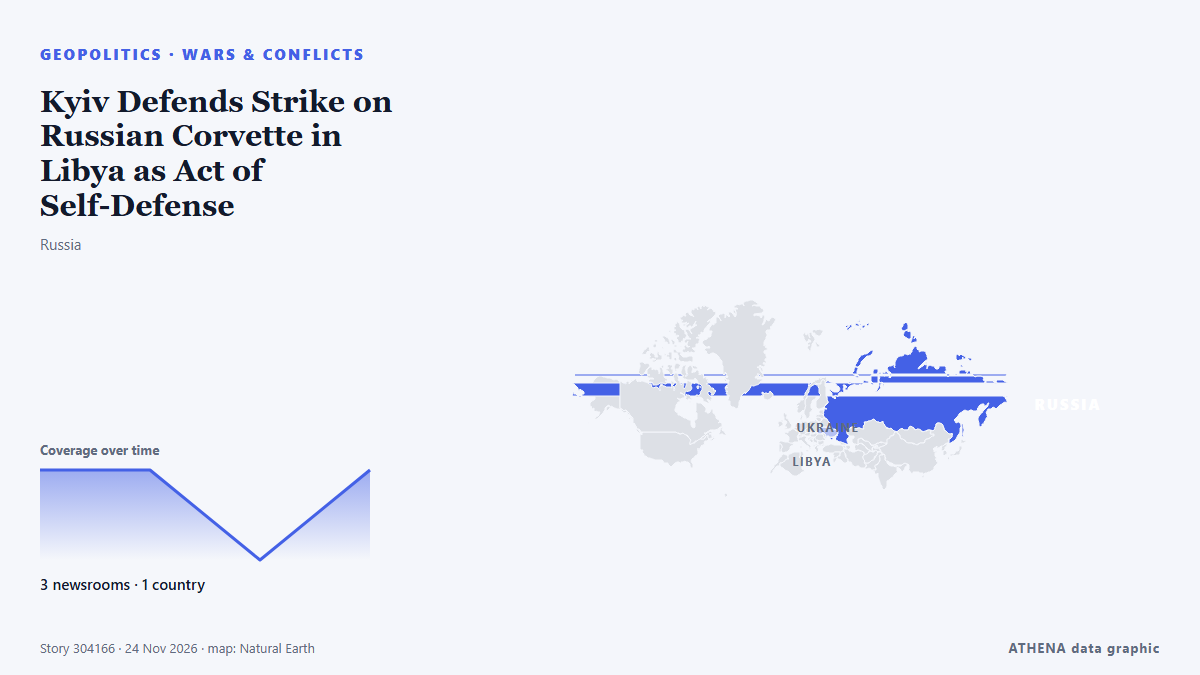 GEOPOLITICS · WARS & CONFLICTS
Kyiv Defends Strike on
Russian Corvette in
Libya as Act of
Self-Defense
Russia
RUSSIA
UKRAINE
LIBYA
Coverage over time
3 newsrooms · 1 country
Story 304166 · 24 Nov 2026 · map: Natural Earth
ATHENA data graphic